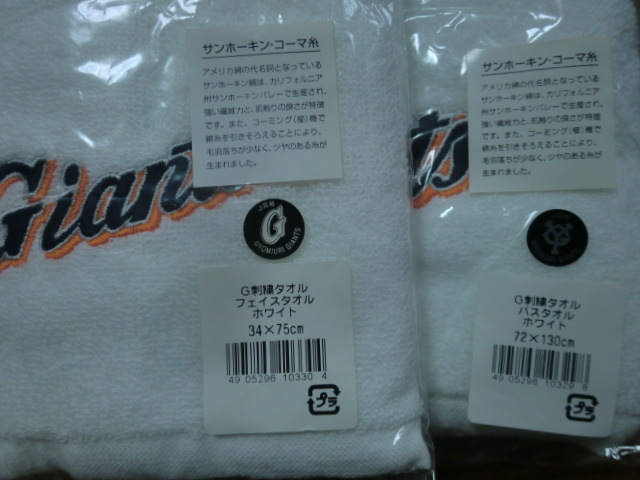 サンホーキン・コーマ糸
アメリカ綿の代名詞となっている
サンホーキン綿は、カリフォルニア
州サンホーキンバレーで生産され、
強い繊維力と、肌触りの良さが特徴
です。また、コーミング(櫛)機で
綿糸を引きそろえることにより、
毛羽落ちが少なく、ツヤのある糸が
生まれました。
Giants
G
©YOMIURI GIANTS
G刺繍タオル
フェイスタオル
ホワイト
34×75cm
4905296103304
プラ
サンホーキン・コーマ糸
アメリカ綿の代名詞となっている
サンホーキン綿は、カリフォルニア
州サンホーキンバレーで生産され、
強い繊維力と、肌触りの良さが特徴
です。また、コーミング(櫛)機で
綿糸を引きそろえることにより、
毛羽落ちが少なく、ツヤのある糸が
生まれました。
ts
G刺繍タオル
バスタオル
ホワイト
72×130cm
プラ